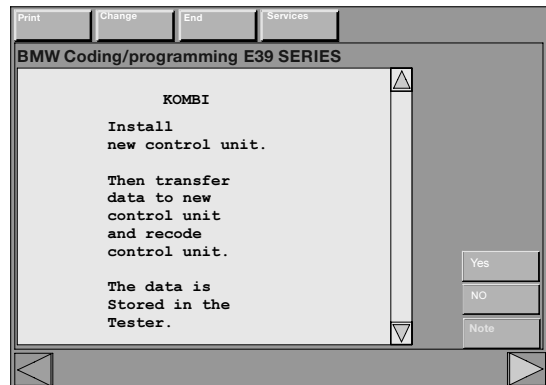 Print
Change
End
Services
BMW Coding/programming E39 SERIES
KOMBI
Install
new control unit.
Then transfer
data to new
control unit
and recode
control unit.
The data is
Stored in the
Tester.
Yes
NO
Note